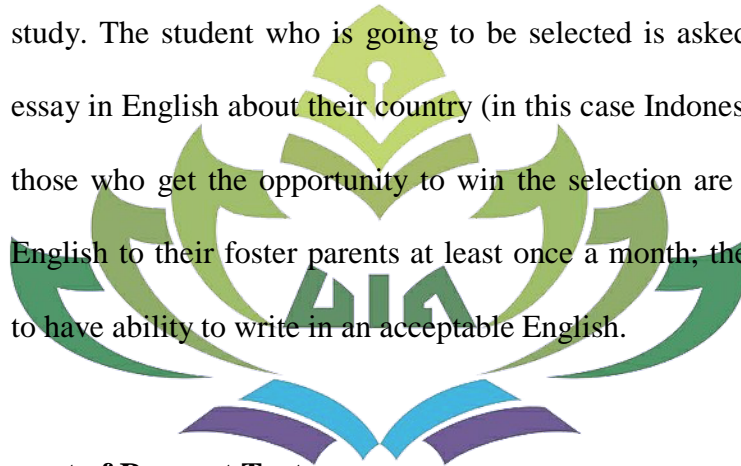 study. The student who is going to be selected is asked
essay in English about their country (in this case Indones
those who get the opportunity to win the selection are
English to their foster parents at least once a month; the
to have ability to write in an acceptable English.
of